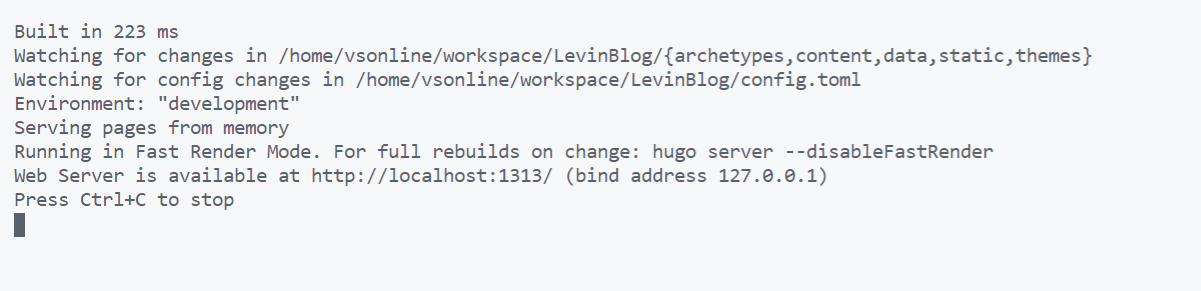 Built in 223 ms
Watching for changes in /home/vsonline/workspace/LevinBlog/{archetypes,content,data,static,themes}
Watching for config changes in /home/vsonline/workspace/LevinBlog/config.toml
Environment: "development"
Serving pages from memory
Running in Fast Render Mode. For full rebuilds on change: hugo server --disableFastRender
Web Server is available at http://localhost:1313/ (bind address 127.0.0.1)
Press Ctrl+C to stop